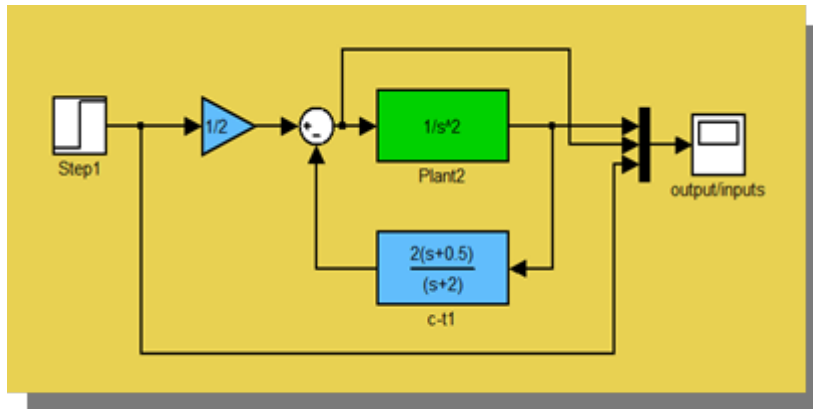 Step1
1/2
+
-
1/s^2
Plant2
output/inputs
2(s+0.5)
(s+2)
c-t1